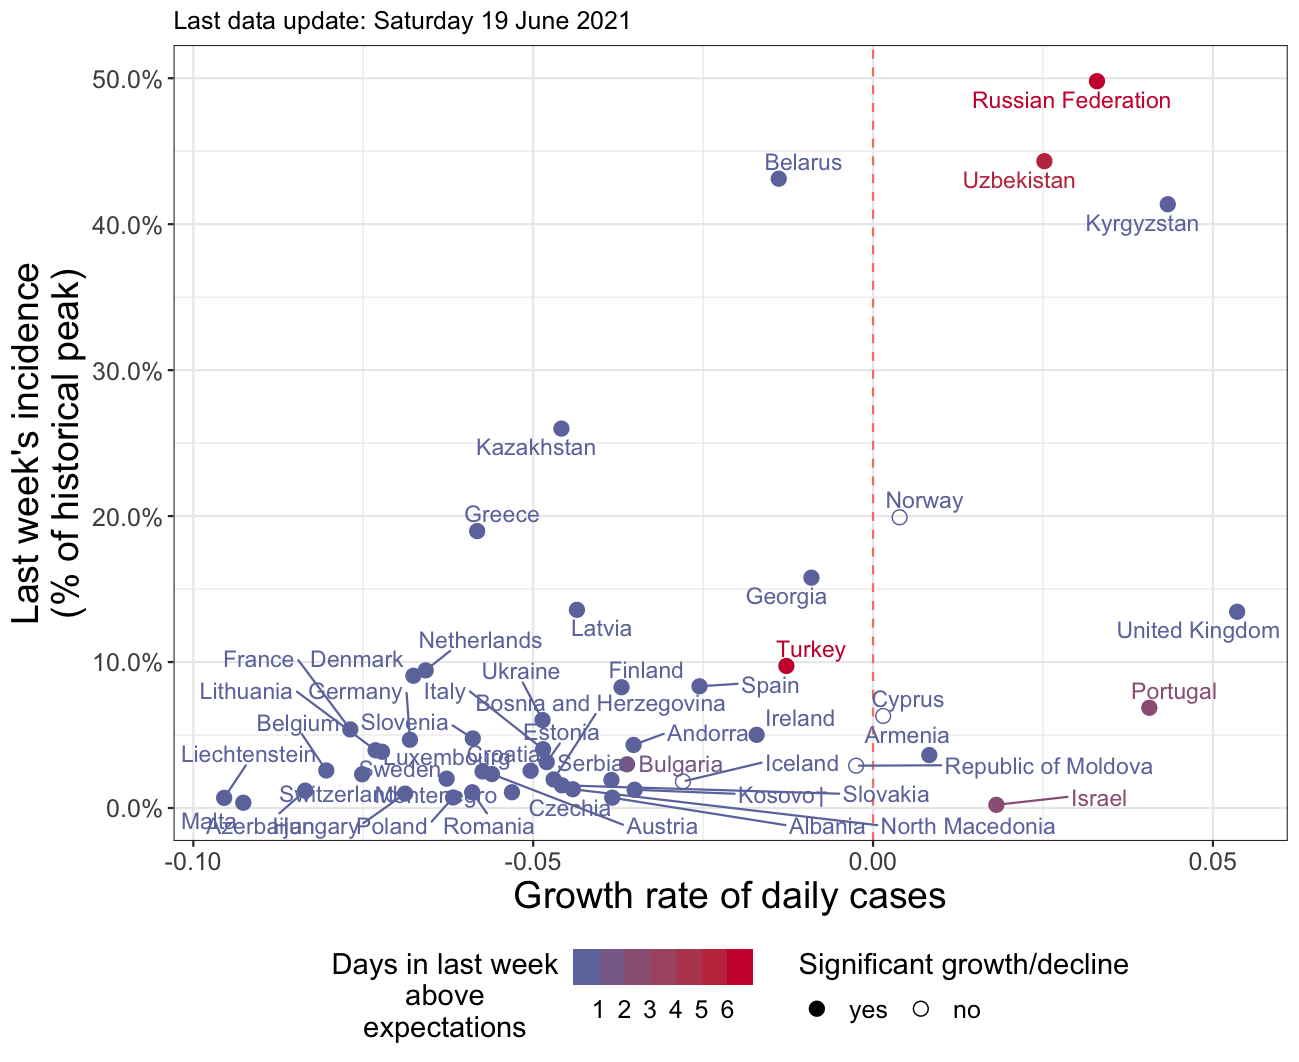 Last data update: Saturday 19 June 2021
50.0%
Russian Federation
Belarus
Uzbekistan
Kyrgyzstan
40.0%
Last week's incidence
(% of historical peak)
30.0%
Kazakhstan
20.0%
Greece
Norway
Georgia
Latvia
United Kingdom
Netherlands
Turkey
10.0%
France
Denmark
Ukraine
Finland
Spain
Lithuania
Germany
Italy
Cyprus
Portugal
Bosnia and Herzegovina
Belgium
Slovenia
Ireland
Estonia
Andorra
Armenia
Liechtenstein
Luxembourg
Croatia
Serbia
Bulgaria
Iceland
Republic of Moldova
Sweden
Switzerland
Montenegro
Kosovo†
Slovakia
Israel
0.0%
Czechia
Malta
Azerbaijan
Hungary
Poland
Romania
Austria
Albania
North Macedonia
-0.10
-0.05
0.00
0.05
Growth rate of daily cases
Days in last week
above
expectations
1 2 3 4 5 6
Significant growth/decline
yes
no